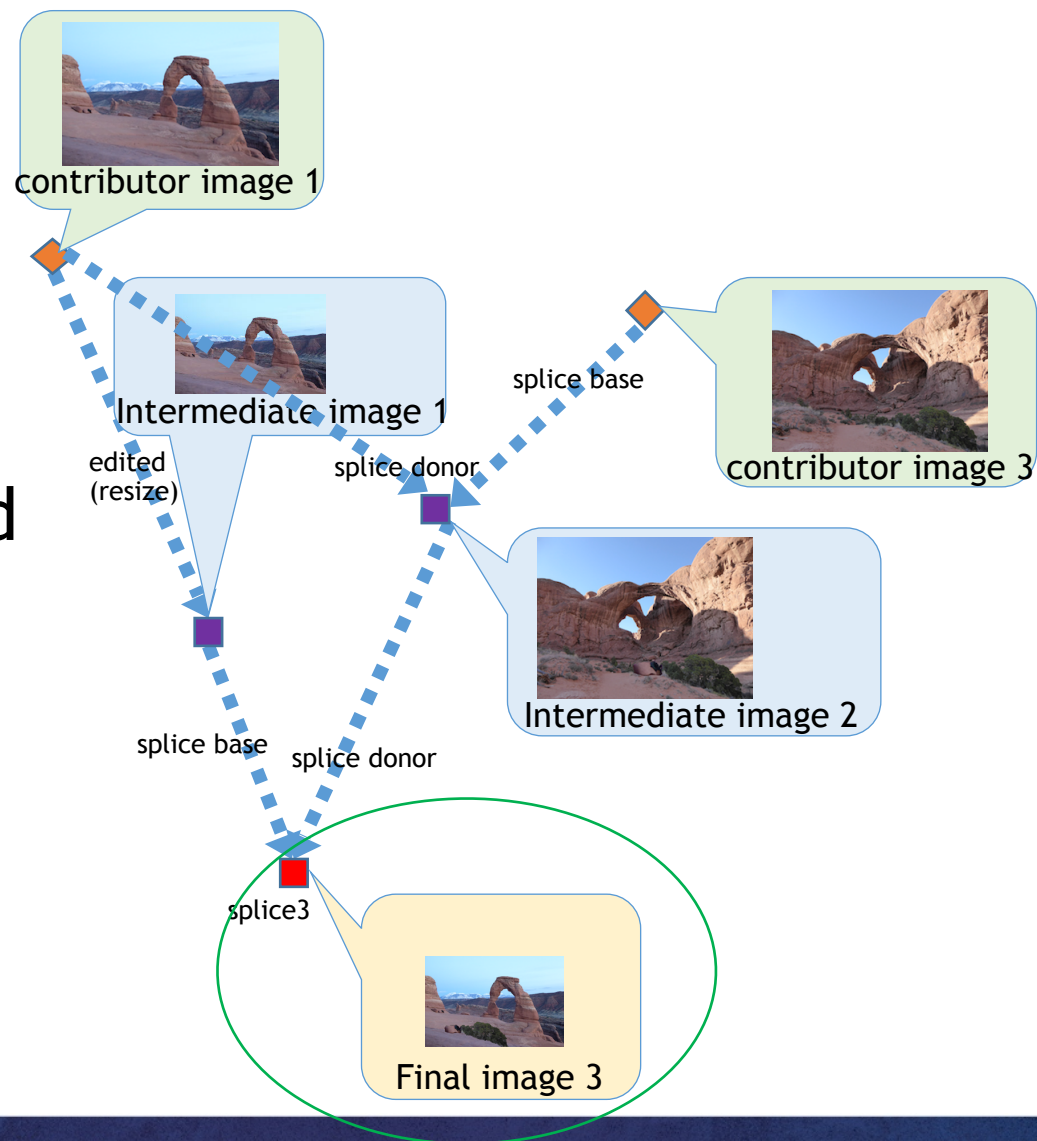 contributor image 1
Intermediate image 1
splice base
contributor image 3
edited
(resize)
splice donor
d
Intermediate image 2
splice base
splice donor
splice3
Final image 3